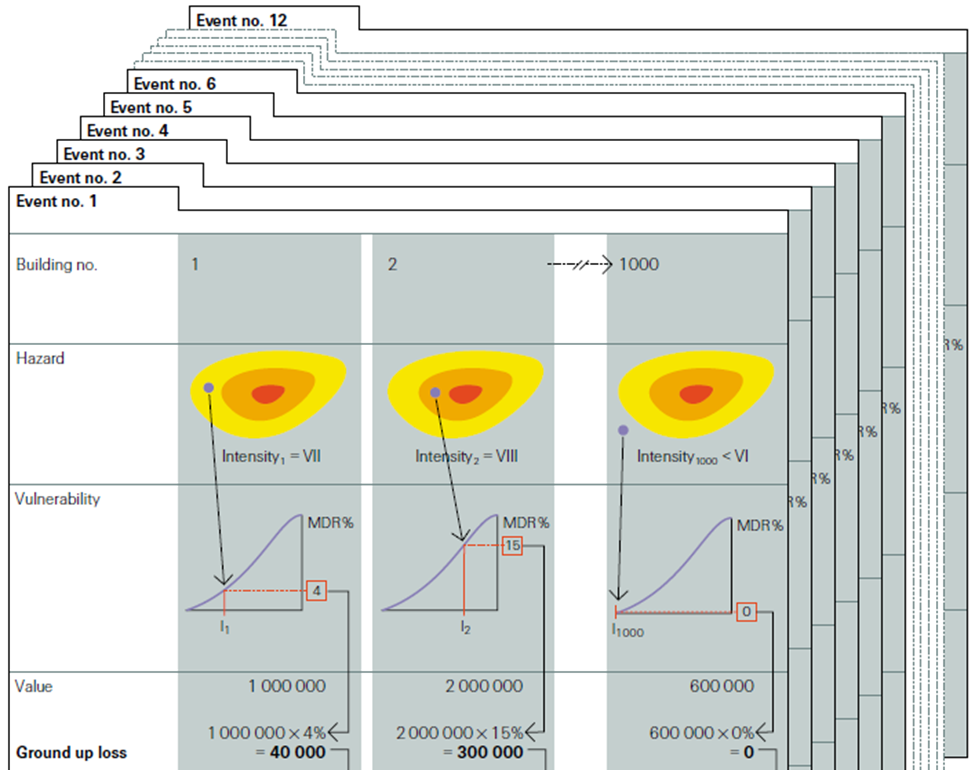 Event no. 12
Event no. 6
Event no. 5
Event no. 4
Event no. 3
Event no. 2
Event no. 1
Building no. 1 2 1000
Hazard
Intensity₁ = VII Intensity₂ = VIII Intensity₁₀₀₀ < VI
Vulnerability
MDR% MDR% MDR%
4 15 0
I₁ I₂ I₁₀₀₀
Value 1 000 000 2 000 000 600 000
1 000 000 × 4% 2 000 000 × 15% 600 000 × 0%
Ground up loss = 40 000 = 300 000 = 0
R%
R%
R%
R%
R%
R%